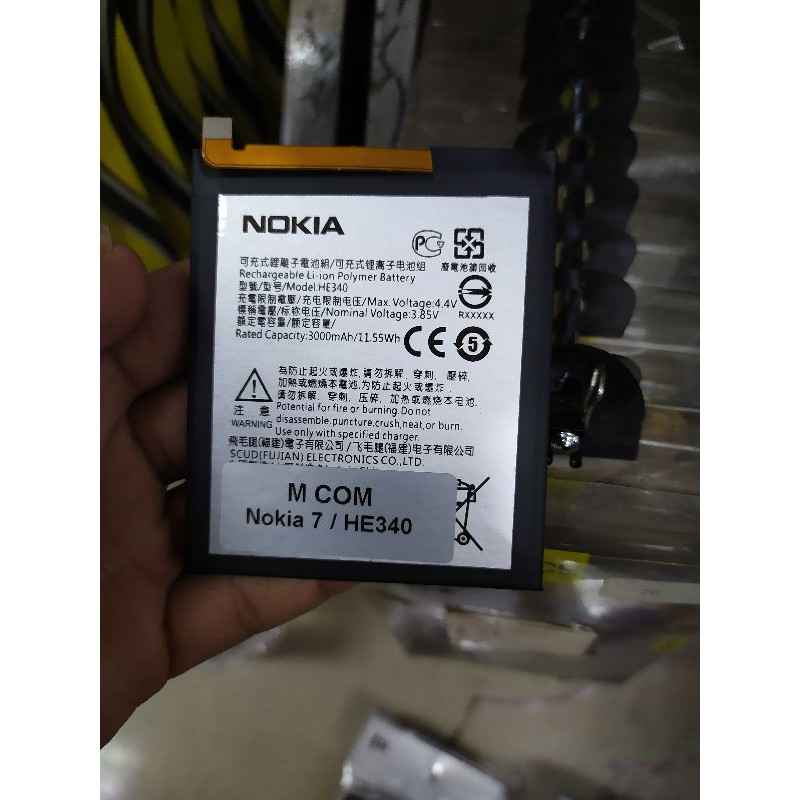 NOKIA
PG
廢電池請回收
可充式鋰離子電池組/可充式锂离子电池组
Rechargeable Li-ion Polymer Battery
型號/型号/Model:HE340
充電限制電壓/充电限制电压/Max. Voltage:4.4V
標稱電壓/标称电压/Nominal Voltage:3.85V
RXXXXX
額定電容量/额定容量/
Rated Capacity:3000mAh/11.55Wh
CE
5
為防止起火或爆炸,請勿拆解、穿刺、壓碎、
加熱或燃燒本電池.为防止起火或爆炸,
请勿拆解、穿刺、压碎、加热或燃烧本电池.
注 意
WARNING
Potential for fire or burning.Do not
disassemble,puncture,crush,heat,or burn.
Use only with specified charger.
飛毛腿(福建)電子有限公司/飞毛腿(福建)电子有限公司
SCUD(FUJIAN) ELECTRONICS CO.,LTD.
M COM
Nokia 7 / HE340